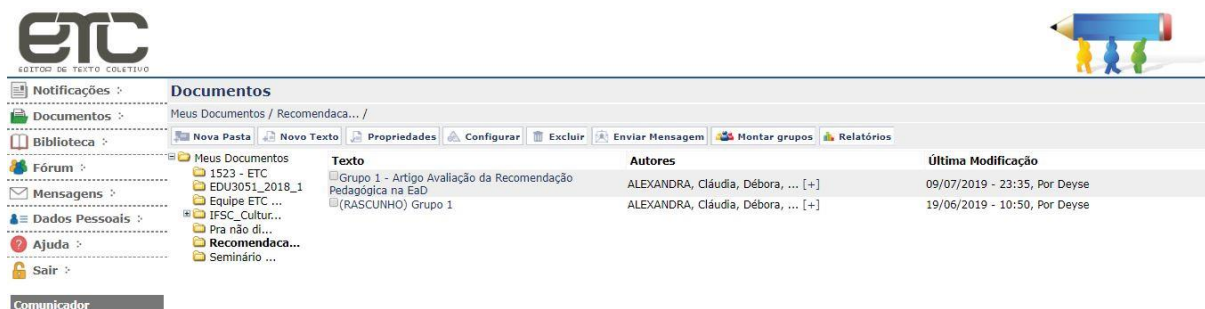 ETC
EDITOR DE TEXTO COLETIVO
Notificações
Documentos
Biblioteca
Fórum
Mensagens
Dados Pessoais
Ajuda
Sair
Comunicador
Documentos
Meus Documentos / Recomendaca... /
Nova Pasta Novo Texto Propriedades Configurar Excluir Enviar Mensagem Montar grupos Relatórios
Meus Documentos
1523 - ETC
EDU3051_2018_1
Equipe ETC ...
IFSC_Cultur...
Pra não di...
Recomendaca...
Seminário ...
Texto Autores Última Modificação
Grupo 1 - Artigo Avaliação da Recomendação
Pedagógica na EaD
ALEXANDRA, Cláudia, Débora, ... [+] 09/07/2019 - 23:35, Por Deyse
(RASCUNHO) Grupo 1 ALEXANDRA, Cláudia, Débora, ... [+] 19/06/2019 - 10:50, Por Deyse